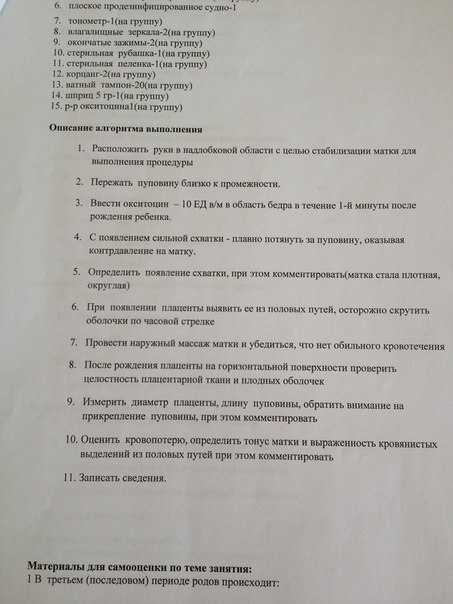 6. плоское продезинфицированное судно-1
7. тонометр-1(на группу)
8. влагалищные зеркала-2(на группу)
9. окончатые зажимы-2(на группу)
10. стерильная рубашка-1(на группу)
11. стерильная пеленка-1(на группу)
12. корцанг-2(на группу)
13. ватный тампон-20(на группу)
14. шприц 5 гр-1(на группу)
15. р-р окситоцина1(на группу)
Описание алгоритма выполнения
1. Расположить руки в надлобковой области с целью стабилизации матки для
выполнения процедуры
2. Пережать пуповину близко к промежности.
3. Ввести окситоцин – 10 ЕД в/м в область бедра в течение 1-й минуты после
рождения ребенка.
4. С появлением сильной схватки - плавно потянуть за пуповину, оказывая
контрдавление на матку.
5. Определить появление схватки, при этом комментировать(матка стала плотная,
округлая)
6. При появлении плаценты выявить ее из половых путей, осторожно скрутить
оболочки по часовой стрелке
7. Провести наружный массаж матки и убедиться, что нет обильного кровотечения
8. После рождения плаценты на горизонтальной поверхности проверить
целостность плацентарной ткани и плодных оболочек
9. Измерить диаметр плаценты, длину пуповины, обратить внимание на
прикрепление пуповины, при этом комментировать
10. Оценить кровопотерю, определить тонус матки и выраженность кровянистых
выделений из половых путей при этом комментировать
11. Записать сведения.
Материалы для самооценки по теме занятия:
1 В третьем (последовом) периоде родов происходит: